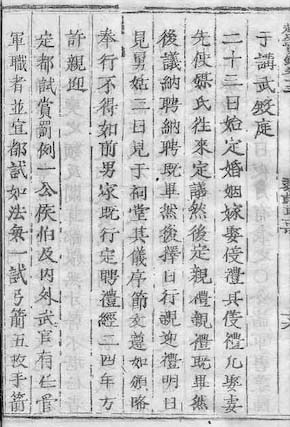 于講武殿庭
二十三日始定婚姻嫁娶儀禮其儀禮凡娶妻
先使媒氏往來定議然後定親禮親禮既畢然
後議納聘納聘既畢然後擇日行親迎禮明日
見舅姑三日見于祠堂其儀序節文並如頒略
奉行不得如前男家既行定聘禮經三四年方
許親迎
定都試賞罰例一公侯伯及內外武官有任管
軍職者並宜都試如法衆一試弓箭五枚手箭